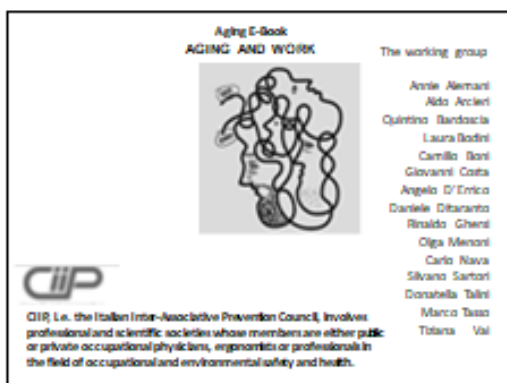 Aging E-Book
AGING AND WORK
The working group
Annie Alemani
Aldo Arcieri
Quintino Bardoscia
Laura Bodini
Camillo Boni
Giovanni Costa
Angelo D'Errico
Daniele Ditaranto
Rinaldo Ghersi
Olga Menoni
Carlo Nava
Silvano Sartori
Donatella Talini
Marco Tasso
Tiziana Vai
CIIP
CIIP, i.e. the Italian Inter-Associative Prevention Council, involves
professional and scientific societies whose members are either public
or private occupational physicians, ergonomists or professionals in
the field of occupational and environmental safety and health.